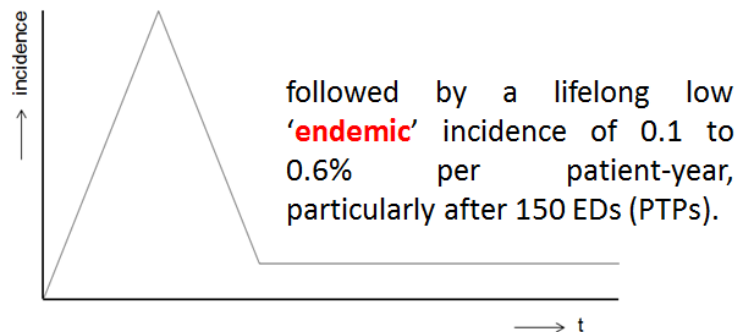 incidence
followed by a lifelong low
‘endemic’ incidence of 0.1 to
0.6% per patient-year,
particularly after 150 EDs (PTPs).
t